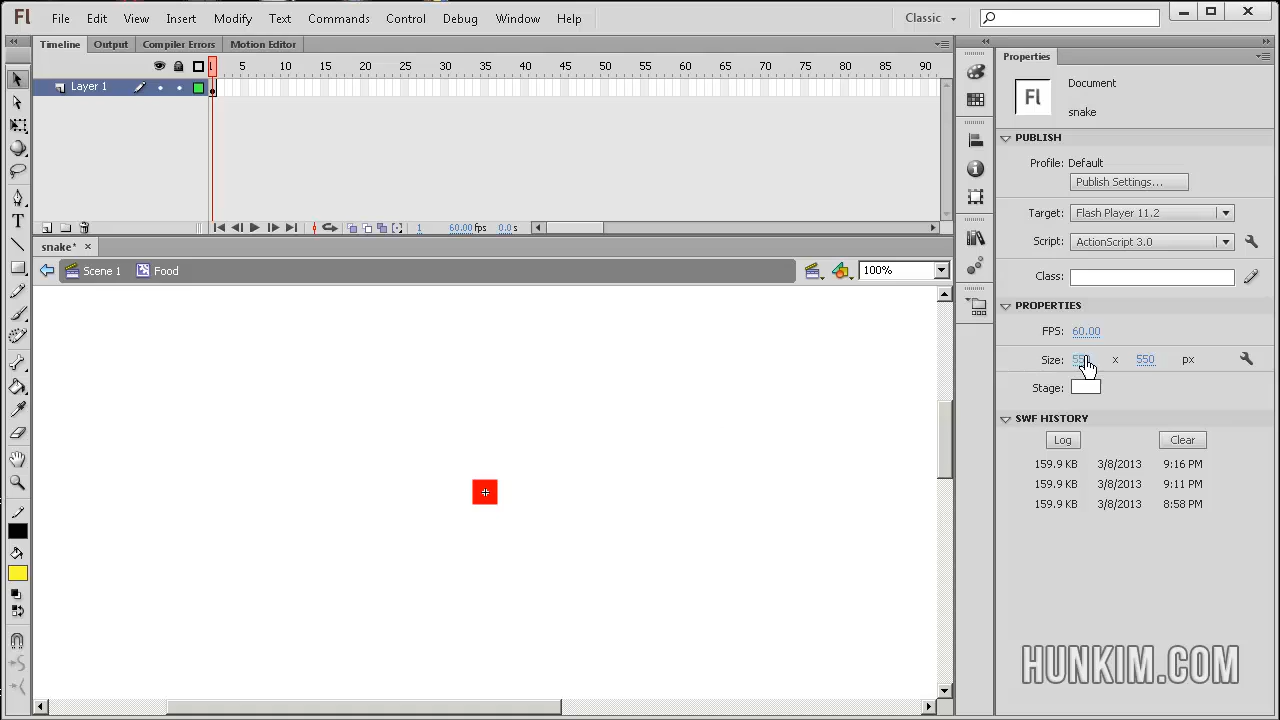 Fl File Edit View Insert Modify Text Commands Control Debug Window Help Classic
Timeline Output Compiler Errors Motion Editor
1 5 10 15 20 25 30 35 40 45 50 55 60 65 70 75 80 85 90
Layer 1
1 60.00 fps 0.0 s
snake*
Scene 1 Food 100%
Properties
Fl Document
snake
PUBLISH
Profile: Default
Publish Settings...
Target: Flash Player 11.2
Script: ActionScript 3.0
Class:
PROPERTIES
FPS: 60.00
Size: x 550 px
Stage:
SWF HISTORY
Log Clear
159.9 KB 3/8/2013 9:16 PM
159.9 KB 3/8/2013 9:11 PM
159.9 KB 3/8/2013 8:58 PM
HUNKIM.COM